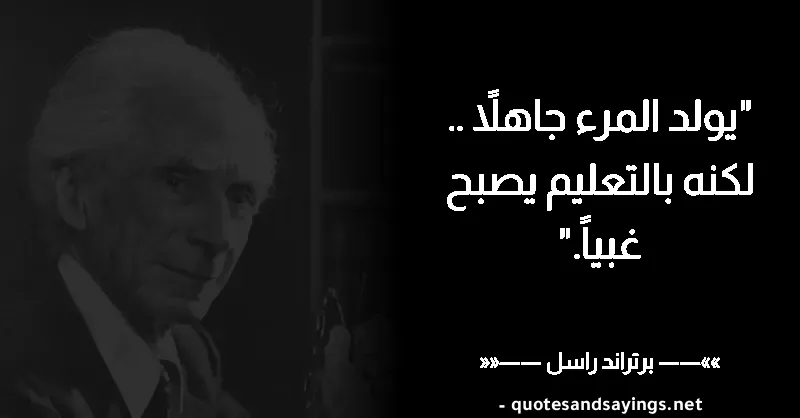 "يولد المرء جاهلًا ..
لكنه بالتعليم يصبح
غبياً."
»»—— برتراند راسل ——««
- quotesandsayings.net